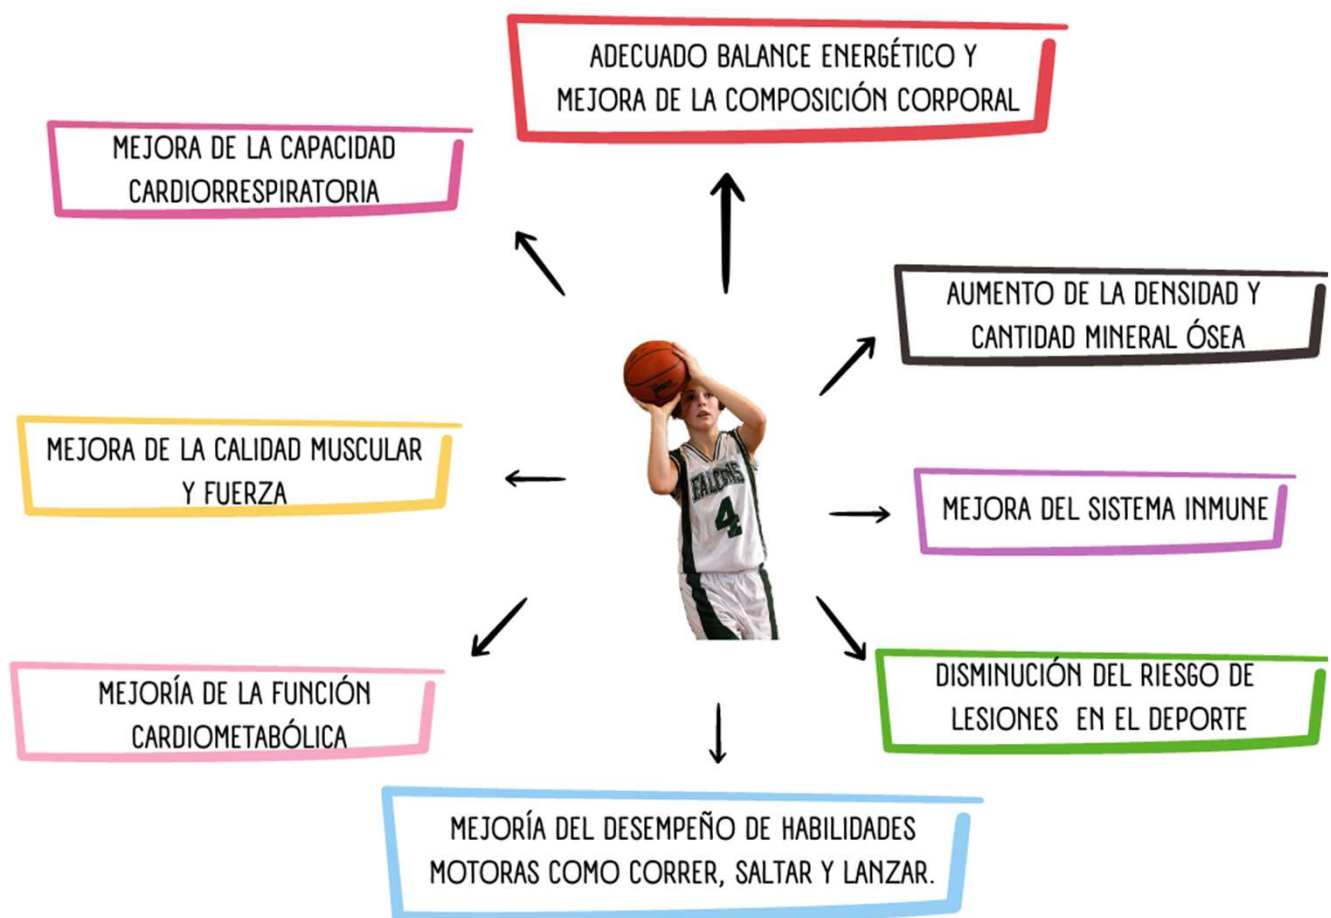 ADECUADO BALANCE ENERGÉTICO Y
MEJORA DE LA COMPOSICIÓN CORPORAL
MEJORA DE LA CAPACIDAD
CARDIORRESPIRATORIA
AUMENTO DE LA DENSIDAD Y
CANTIDAD MINERAL ÓSEA
MEJORA DE LA CALIDAD MUSCULAR
Y FUERZA
FALCONS
4
MEJORA DEL SISTEMA INMUNE
MEJORÍA DE LA FUNCIÓN
CARDIOMETABÓLICA
DISMINUCIÓN DEL RIESGO DE
LESIONES EN EL DEPORTE
MEJORÍA DEL DESEMPEÑO DE HABILIDADES
MOTORAS COMO CORRER, SALTAR Y LANZAR.